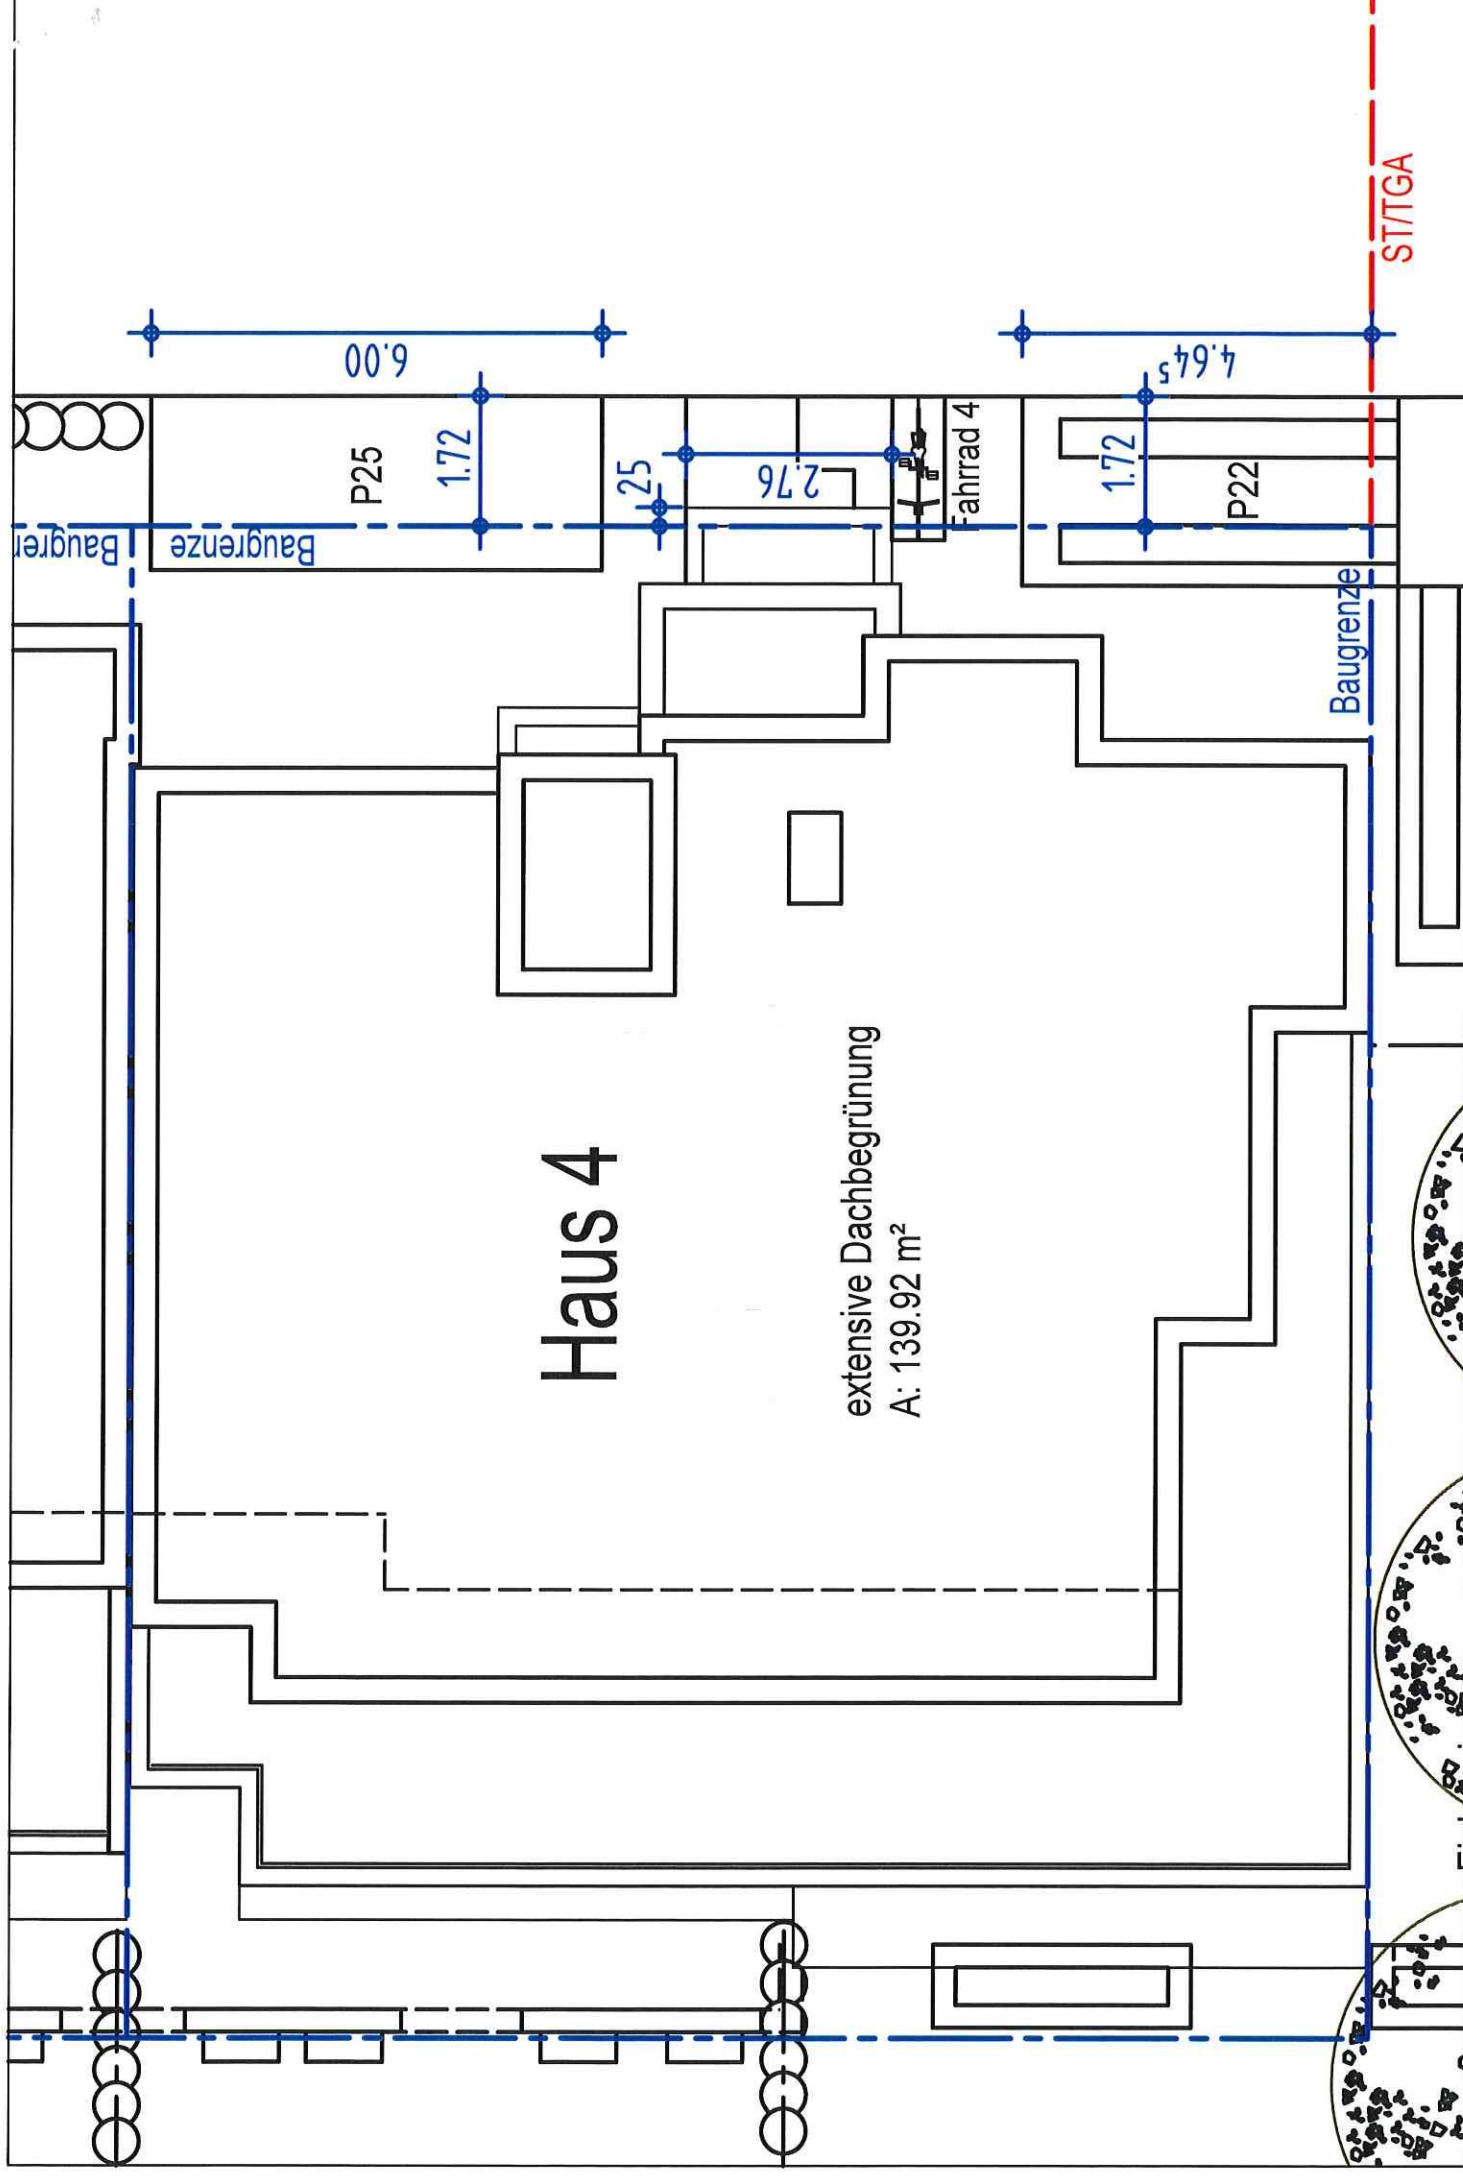 Baugrenze
P25
6.00
1.72
25
2.76
Fahrrad 4
4.64⁵
1.72
P22
ST/TGA
Baugrenze
Haus 4
extensive Dachbegrünung
A: 139.92 m²